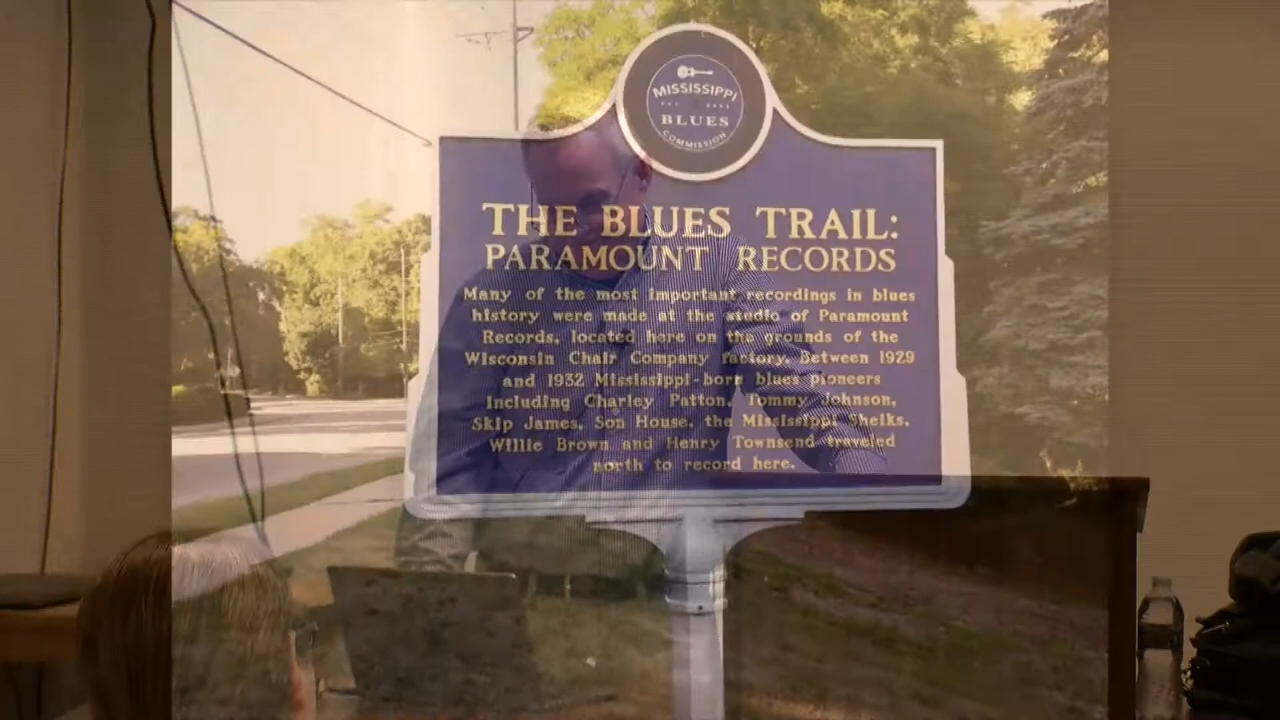 MISSISSIPPI
BLUES
COMMISSION
THE BLUES TRAIL:
PARAMOUNT RECORDS
Many of the most important recordings in blues
history were made at the studio of Paramount
Records, located here on the grounds of the
Wisconsin Chair Company factory. Between 1929
and 1932 Mississippi-born blues pioneers
including Charley Patton, Tommy Johnson,
Skip James, Son House, the Mississippi Sheiks,
Willie Brown and Henry Townsend traveled
north to record here.